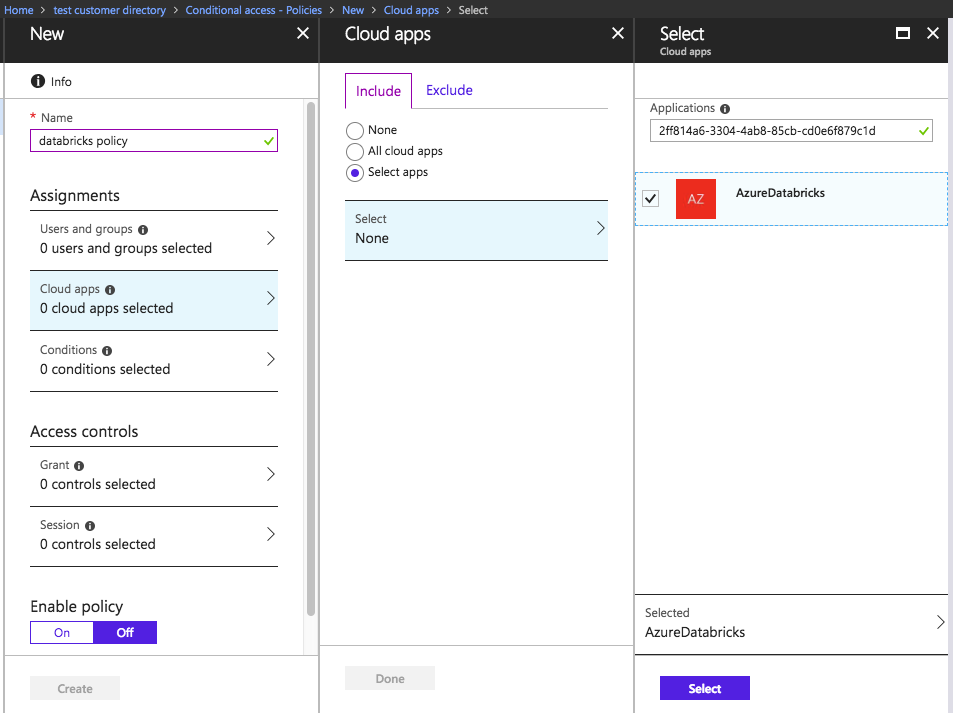 Home > test customer directory > Conditional access - Policies > New > Cloud apps > Select
New
Info
* Name
databricks policy
Assignments
Users and groups
0 users and groups selected
Cloud apps
0 cloud apps selected
Conditions
0 conditions selected
Access controls
Grant
0 controls selected
Session
0 controls selected
Enable policy
On Off
Create
Cloud apps
Include Exclude
None
All cloud apps
Select apps
Select
None
Done
Select
Cloud apps
Applications
2ff814a6-3304-4ab8-85cb-cd0e6f879c1d
AZ AzureDatabricks
Selected
AzureDatabricks
Select